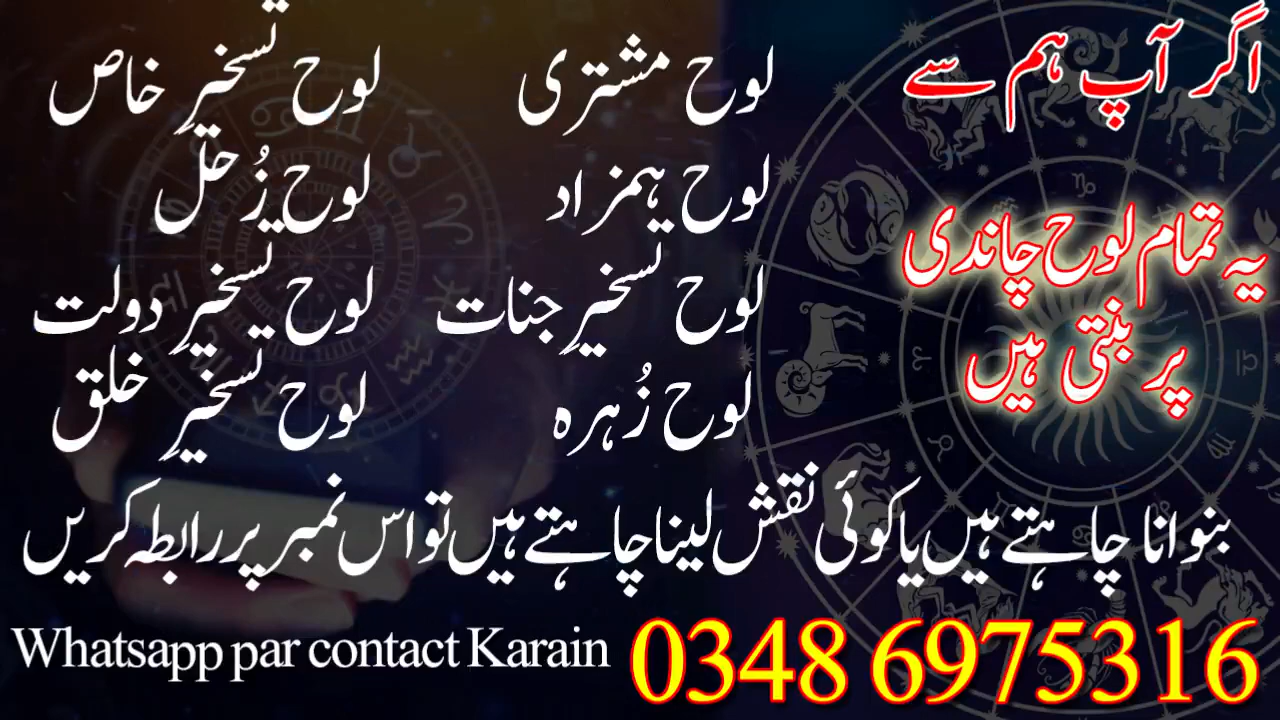 اگر آپ ہم سے
لوح مشتری
لوح تسخیرِ خاص
لوح ہمزاد
لوح زُحل
یہ تمام لوح چاندی
پر بنتی ہیں
لوح تسخیرِ جنات
لوح تسخیرِ دولت
لوح زُہرہ
لوح تسخیرِ خلق
بنوانا چاہتے ہیں یا کوئی نقش لینا چاہتے ہیں تو اس نمبر پر رابطہ کریں
Whatsapp par contact Karain 0348 6975316